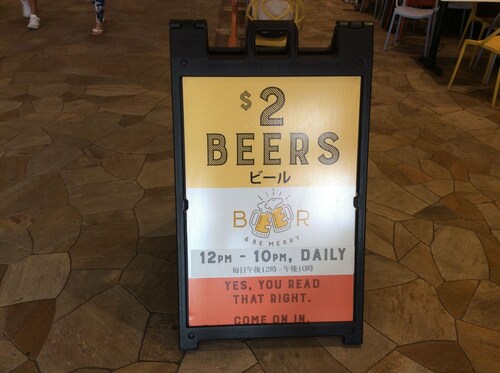 $2
BEERS
ビール
BEER
& BE MERRY
12PM - 10PM, DAILY
毎日午後12時 - 午後10時
YES, YOU READ
THAT RIGHT.
COME ON IN.